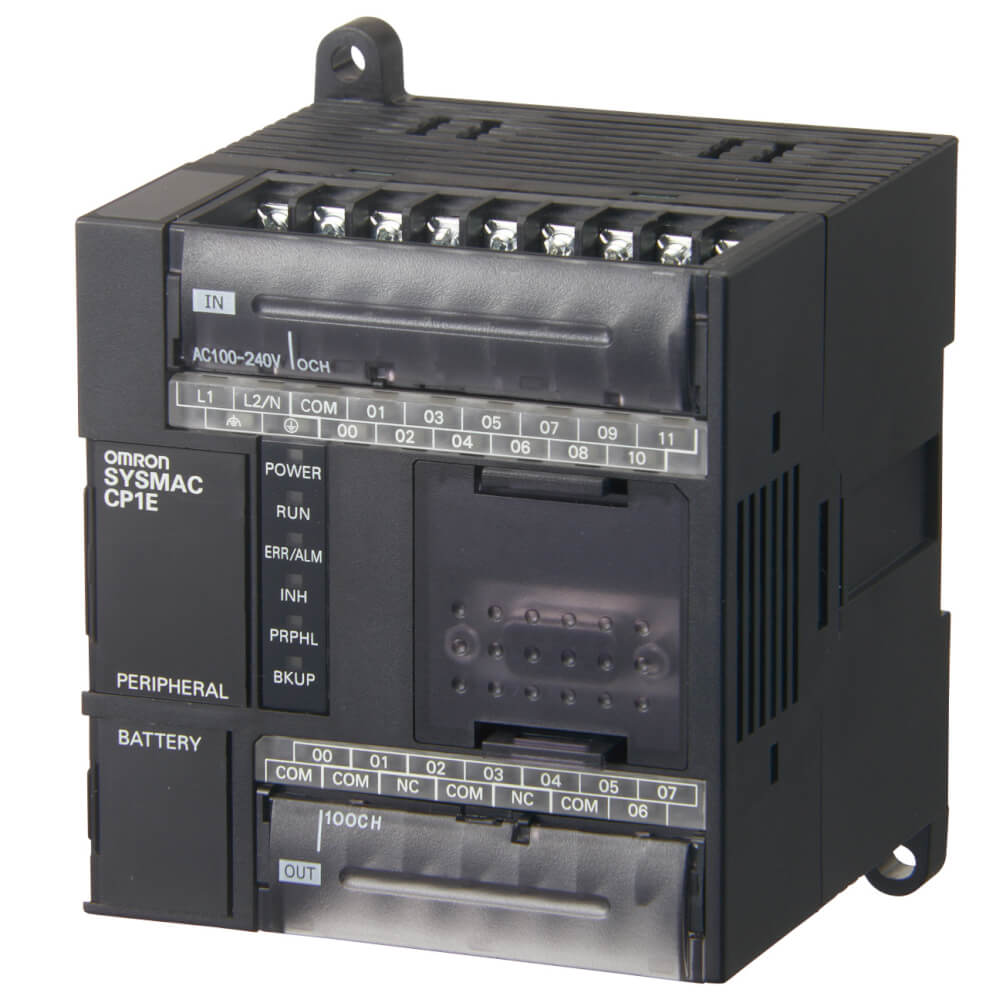 IN
AC100-240V 0CH
L1 L2/N COM 01 03 05 07 09 11
00 02 04 06 08 10
OMRON
SYSMAC
CP1E
POWER
RUN
ERR/ALM
INH
PRPHL
BKUP
PERIPHERAL
BATTERY
00 01 02 03 04 05 07
COM COM NC COM NC COM 06
100CH
OUT